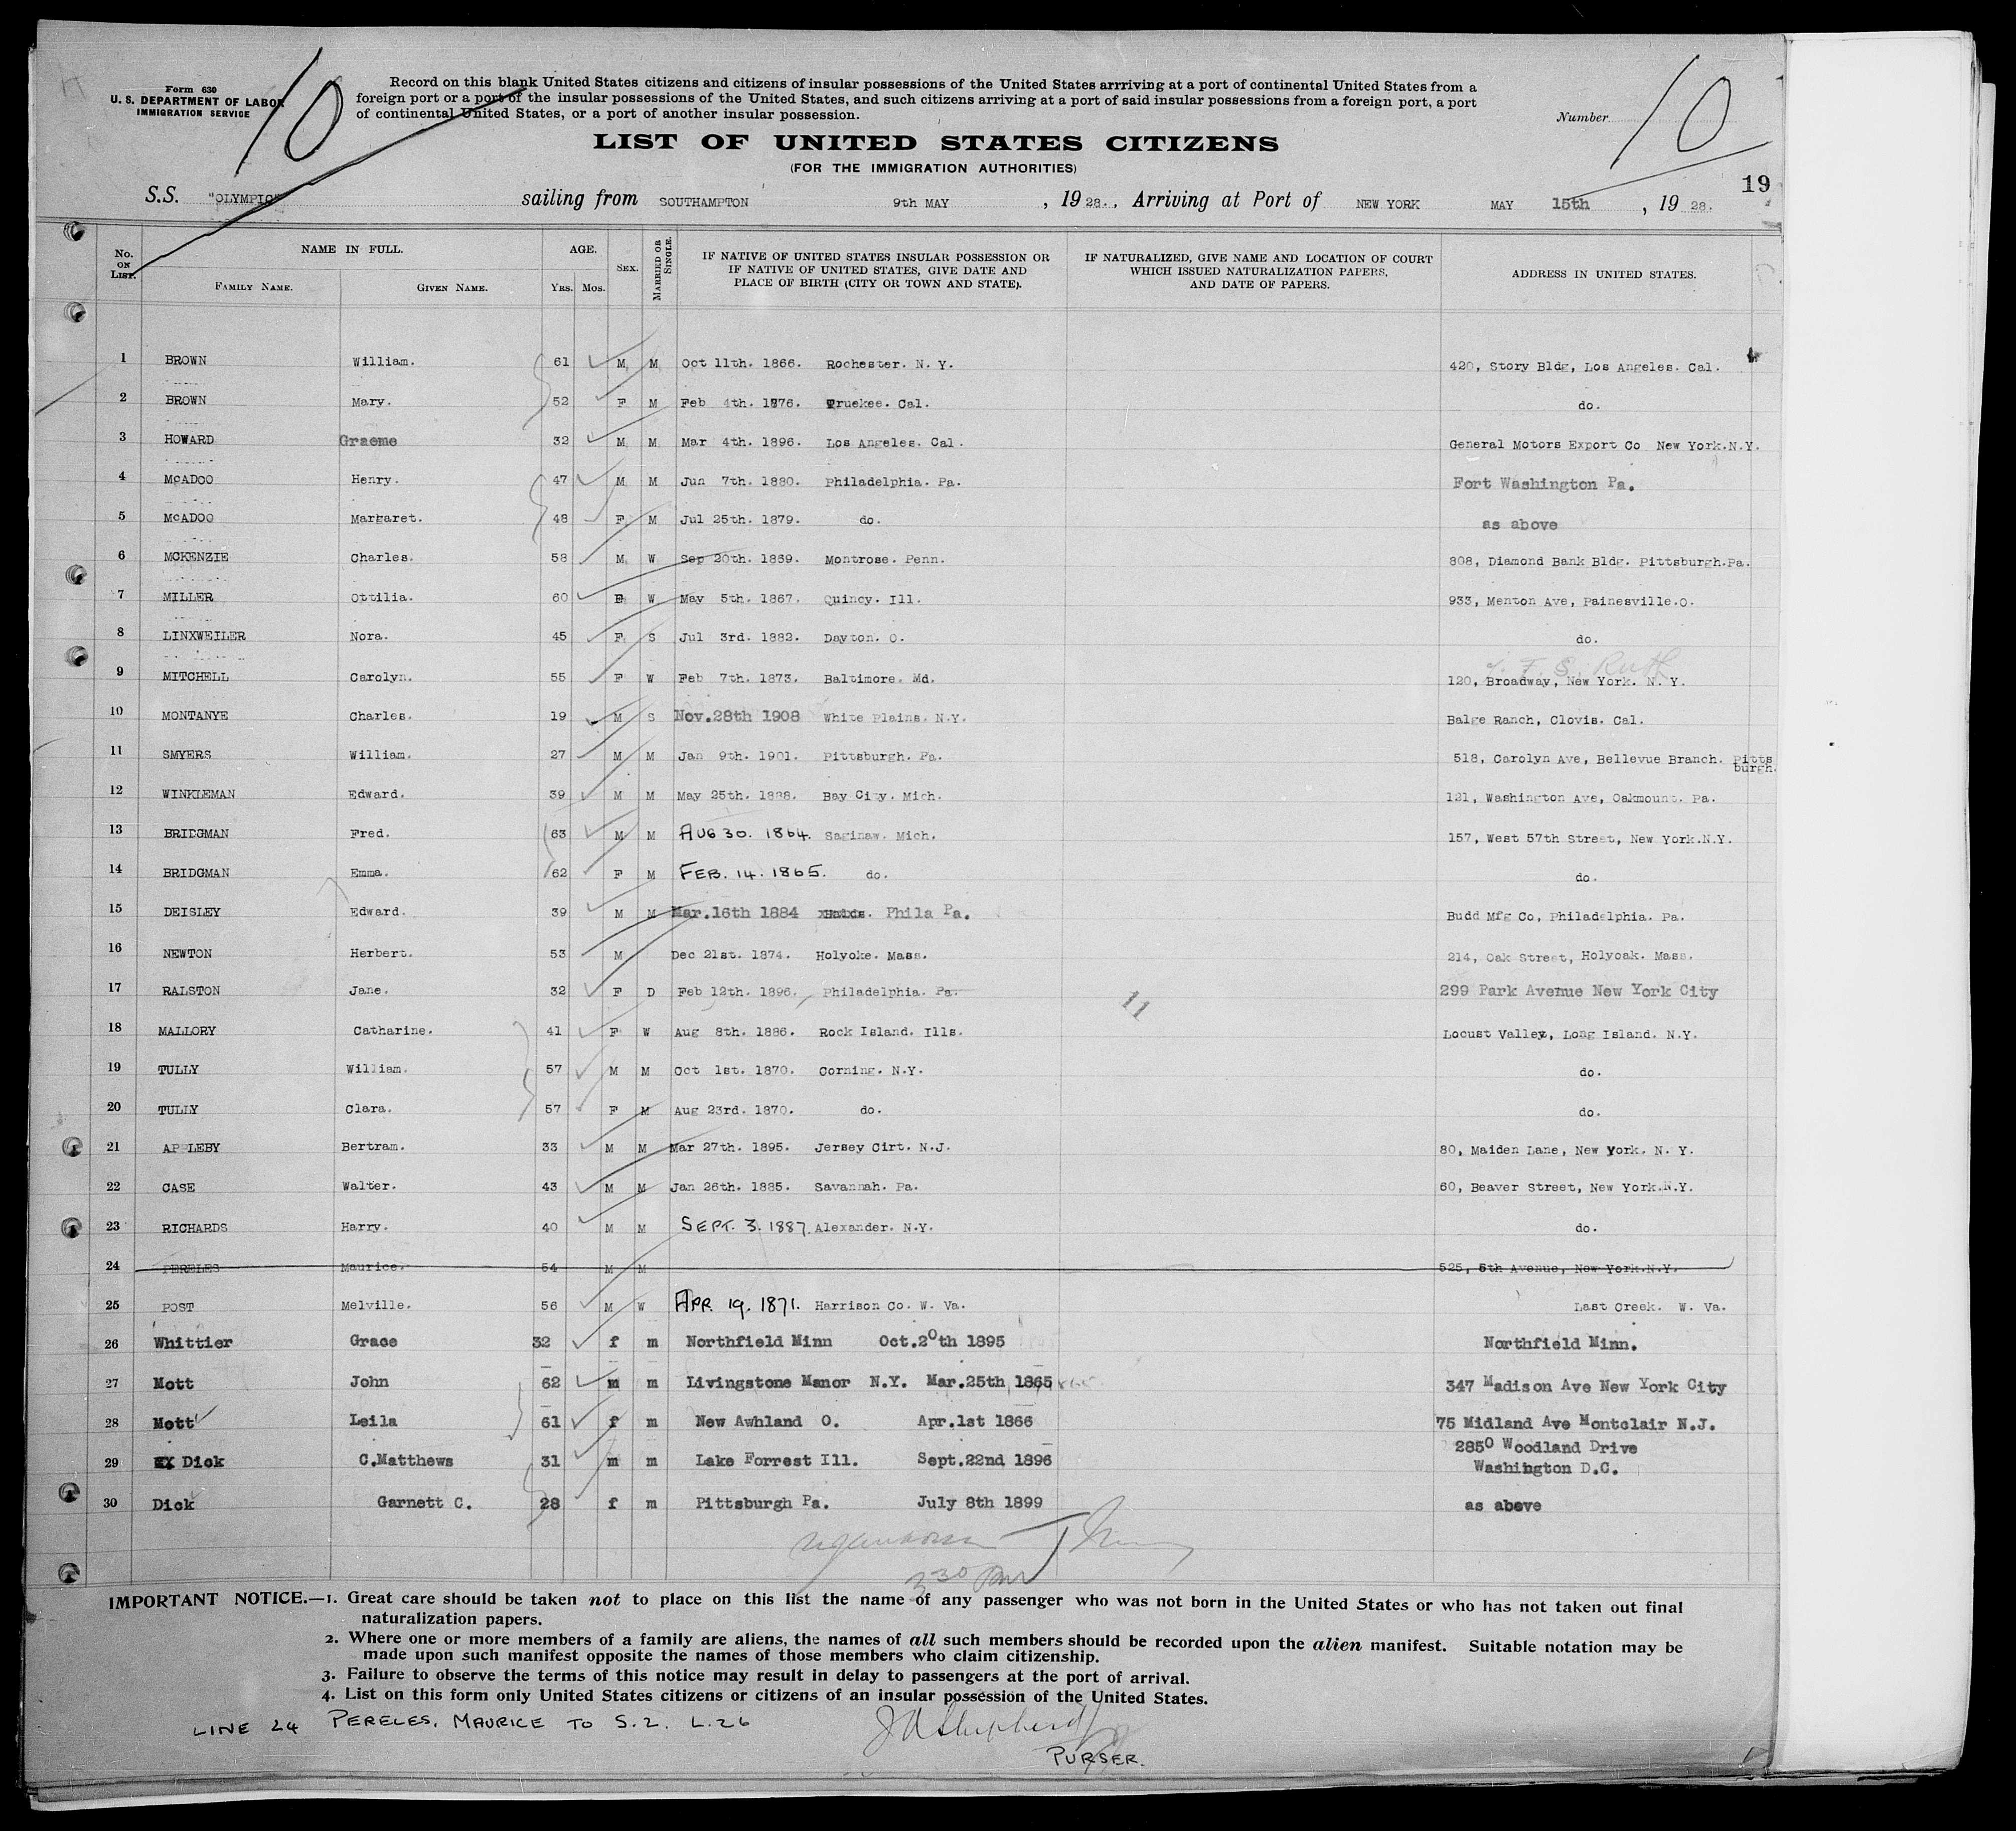 10
Form 630
U. S. DEPARTMENT OF LABOR
IMMIGRATION SERVICE
Record on this blank United States citizens and citizens of insular possessions of the United States arrriving at a port of continental United States from a
foreign port or a port of the insular possessions of the United States, and such citizens arriving at a port of said insular possessions from a foreign port, a port
of continental United States, or a port of another insular possession.
Number 10
LIST OF UNITED STATES CITIZENS
(FOR THE IMMIGRATION AUTHORITIES)
19
S.S. "OLYMPIC" sailing from SOUTHAMPTON 9th MAY , 19 28. , Arriving at Port of NEW YORK MAY 15th , 19 28.
No. ON LIST. NAME IN FULL. FAMILY NAME. GIVEN NAME. AGE. YRS. MOS. SEX. MARRIED OR SINGLE. IF NATIVE OF UNITED STATES INSULAR POSSESSION OR IF NATIVE OF UNITED STATES, GIVE DATE AND PLACE OF BIRTH (CITY OR TOWN AND STATE). IF NATURALIZED, GIVE NAME AND LOCATION OF COURT WHICH ISSUED NATURALIZATION PAPERS, AND DATE OF PAPERS. ADDRESS IN UNITED STATES.
1 BROWN William. 61 M M Oct 11th. 1866. Rochester. N. Y. 420, Story Bldg, Los Angeles. Cal.
2 BROWN Mary. 52 F M Feb 4th. 1876. Truekee. Cal. do.
3 HOWARD Graeme 32 M M Mar 4th. 1896. Los Angeles. Cal. General Motors Export Co New York.N.Y.
4 McADOO Henry. 47 M M Jun 7th. 1880. Philadelphia. Pa. Fort Washington Pa.
5 McADOO Margaret. 48 F M Jul 25th. 1879. do. as above
6 MCKENZIE Charles. 58 M W Sep 20th. 1869. Montrose. Penn. 808, Diamond Bank Bldg. Pittsburgh.Pa.
7 MILLER Ottilia. 60 F W May 5th. 1867. Quincy. Ill. 933, Menton Ave, Painesville.O.
8 LINXWEILER Nora. 45 F S Jul 3rd. 1882. Dayton. O. do.
9 MITCHELL Carolyn. 55 F W Feb 7th. 1873. Baltimore. Md. 120, Broadway, New York. N. Y.
10 MONTANYE Charles. 19 M S Nov.28th 1908 White Plains. N.Y. Balge Ranch, Clovis. Cal.
11 SMYERS William. 27 M M Jan 9th. 1901. Pittsburgh. Pa. 518, Carolyn Ave, Bellevue Branch. Pitts burgh.
12 WINKLEMAN Edward. 39 M M May 25th. 1888. Bay City. Mich. 121, Washington Ave, Oakmount. Pa.
13 BRIDGMAN Fred. 63 M M AUG 30. 1864. Saginaw. Mich. 157, West 57th Street, New York.N.Y.
14 BRIDGMAN Emma. 62 F M FEB. 14. 1865. do. do.
15 DEISLEY Edward. 39 M M Mar.16th 1884 Phila Pa. Budd Mfg Co, Philadelphia. Pa.
16 NEWTON Herbert. 53 M Dec 21st. 1874. Holyoke. Mass. 214, Oak Street, Holyoak. Mass.
17 RALSTON Jane. 32 F D Feb 12th. 1896. Philadelphia. Pa. 11 299 Park Avenue New York City
18 MALLORY Catharine. 41 F W Aug 8th. 1886. Rock Island. Ills. Locust Valley, Long Island. N.Y.
19 TULLY William. 57 M M Oct 1st. 1870. Corning. N.Y. do.
20 TULLY Clara. 57 F M Aug 23rd. 1870. do. do.
21 APPLEBY Bertram. 33 M M Mar 27th. 1895. Jersey Cirt. N.J. 80, Maiden Lane, New York. N. Y.
22 CASE Walter. 43 M M Jan 26th. 1885. Savannah. Pa. 60, Beaver Street, New York.N.Y.
23 RICHARDS Harry. 40 M M SEPT. 3. 1887. Alexander. N.Y. do.
24 PERELES Maurice. 54 M M 525, 5th Avenue, New York.N.Y.
25 POST Melville. 56 M W APR. 19. 1871. Harrison Co. W. Va. Last Creek. W. Va.
26 Whittier Grace 32 f m Northfield Minn Oct.20th 1895 Northfield Minn.
27 Mott John 62 m m Livingstone Manor N.Y. Mar.25th 1865 347 Madison Ave New York City
28 Mott Leila 61 f m New Awhland O. Apr.1st 1866 75 Midland Ave Montclair N.J.
29 Dick C.Matthews 31 m m Lake Forrest Ill. Sept.22nd 1896 2850 Woodland Drive Washington D.C.
30 Dick Garnett C. 28 f m Pittsburgh Pa. July 8th 1899 as above
3 30 PM
IMPORTANT NOTICE.—1. Great care should be taken not to place on this list the name of any passenger who was not born in the United States or who has not taken out final
naturalization papers.
2. Where one or more members of a family are aliens, the names of all such members should be recorded upon the alien manifest. Suitable notation may be
made upon such manifest opposite the names of those members who claim citizenship.
3. Failure to observe the terms of this notice may result in delay to passengers at the port of arrival.
4. List on this form only United States citizens or citizens of an insular possession of the United States.
LINE 24 PERELES, MAURICE TO S.2. L.26
J A Shepherd
PURSER.